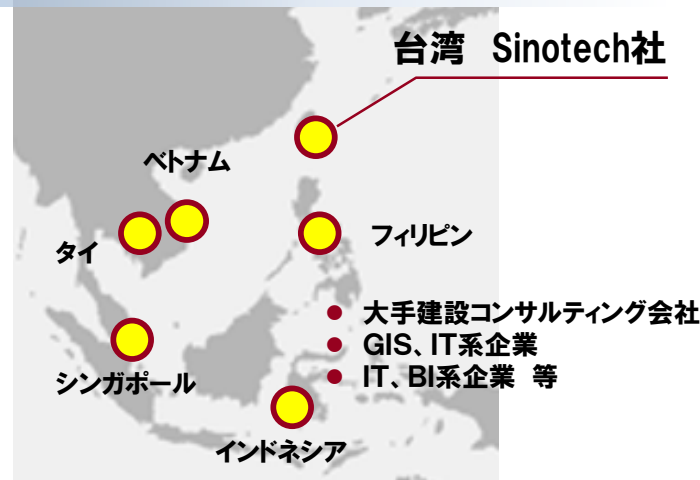 台湾　Sinotech社
ベトナム
タイ
フィリピン
● 大手建設コンサルティング会社
● GIS、IT系企業
● IT、BI系企業　等
シンガポール
インドネシア